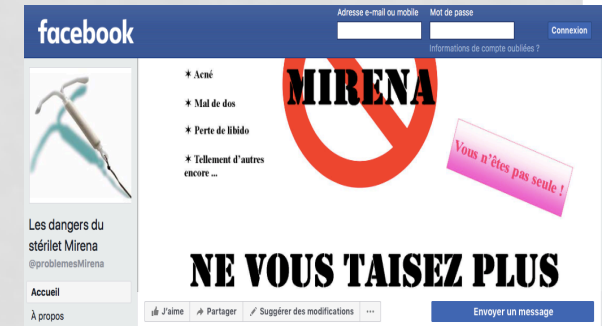 facebook
Adresse e-mail ou mobile
Mot de passe
Connexion
Informations de compte oubliées ?
✶ Acné
✶ Mal de dos
✶ Perte de libido
✶ Tellement d'autres
encore ...
MIRENA
Vous n'êtes pas seule !
NE VOUS TAISEZ PLUS
Les dangers du
stérilet Mirena
@problemesMirena
Accueil
À propos
J'aime
Partager
Suggérer des modifications
...
Envoyer un message